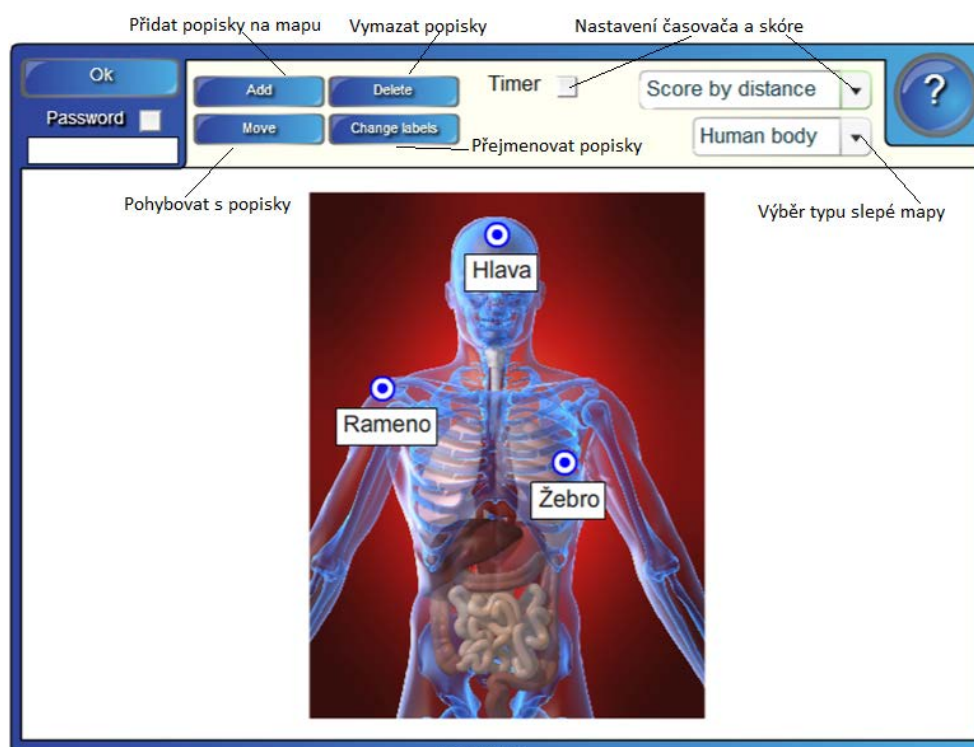 Přidat popisky na mapu
Vymazat popisky
Nastavení časovače a skóre
Ok
Add
Delete
Timer
Score by distance
?
Password
Move
Change labels
Human body
Přejmenovat popisky
Pohybovat s popisky
Výběr typu slepé mapy
Hlava
Rameno
Žebro